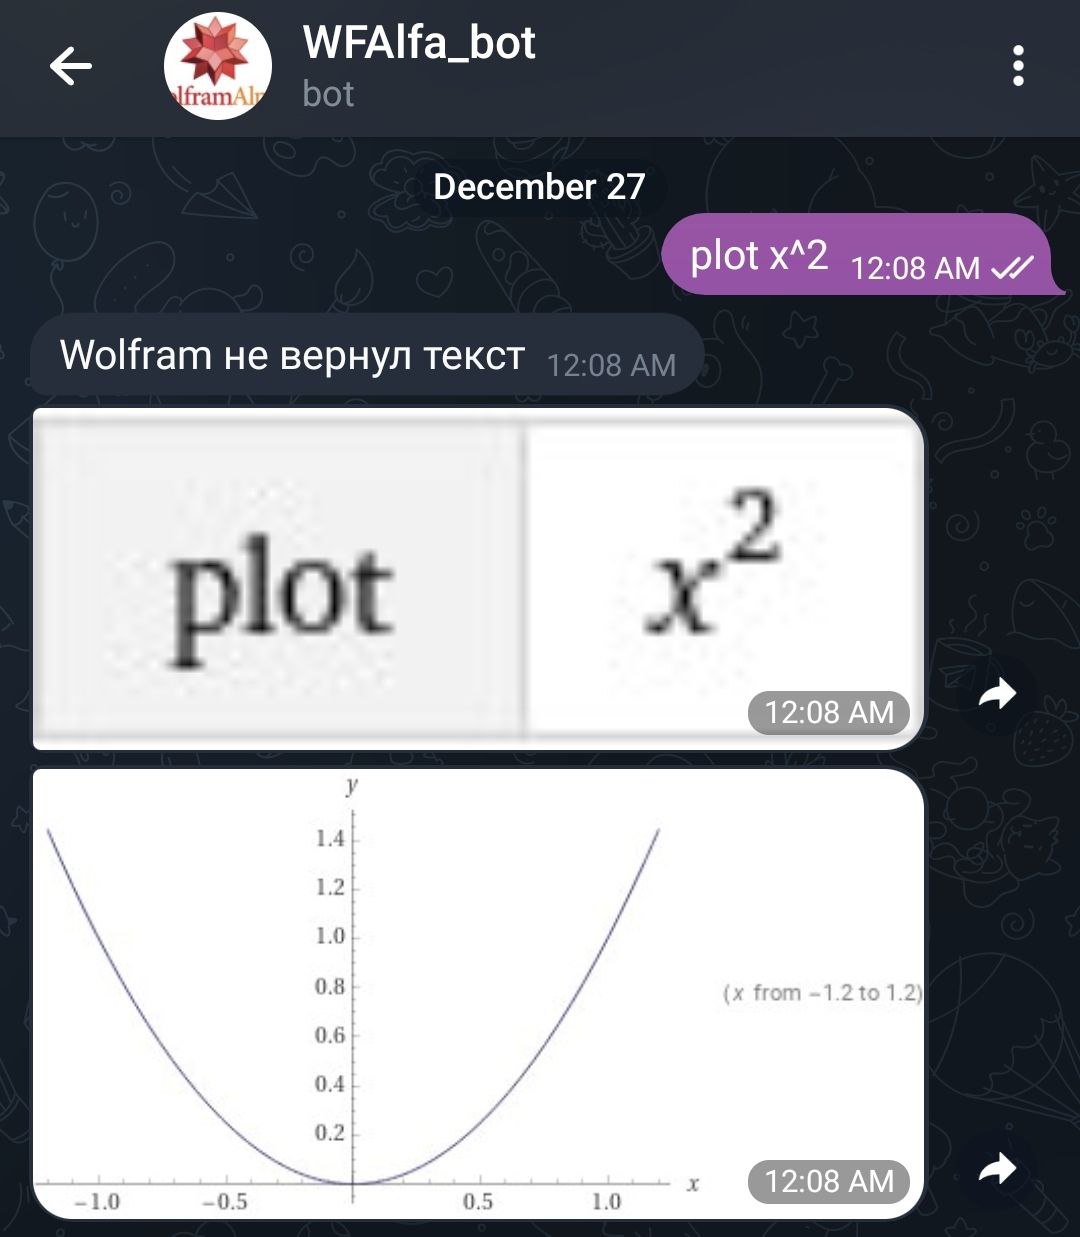 WFAlfa_bot
bot
December 27
plot x^2 12:08 AM
Wolfram не вернул текст 12:08 AM
plot x²
12:08 AM
y
1.4
1.2
1.0
0.8
(x from −1.2 to 1.2)
0.6
0.4
0.2
−1.0 −0.5 0.5 1.0 x
12:08 AM